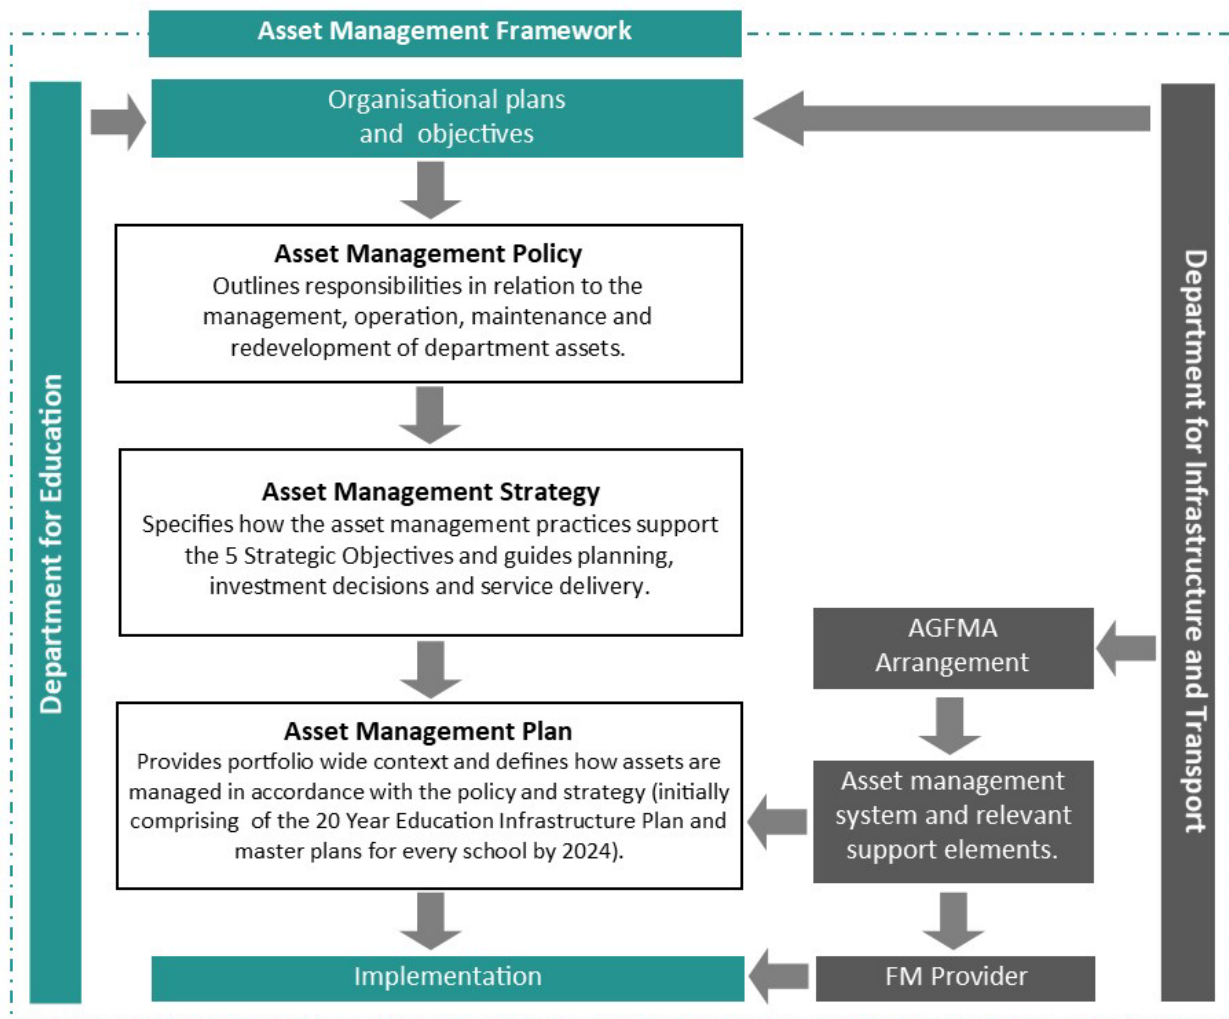 Asset Management Framework
Organisational plans
and objectives
Department for Education
Department for Infrastructure and Transport
Asset Management Policy
Outlines responsibilities in relation to the
management, operation, maintenance and
redevelopment of department assets.
Asset Management Strategy
Specifies how the asset management practices support
the 5 Strategic Objectives and guides planning,
investment decisions and service delivery.
AGFMA
Arrangement
Asset Management Plan
Provides portfolio wide context and defines how assets are
managed in accordance with the policy and strategy (initially
comprising of the 20 Year Education Infrastructure Plan and
master plans for every school by 2024).
Asset management
system and relevant
support elements.
Implementation
FM Provider